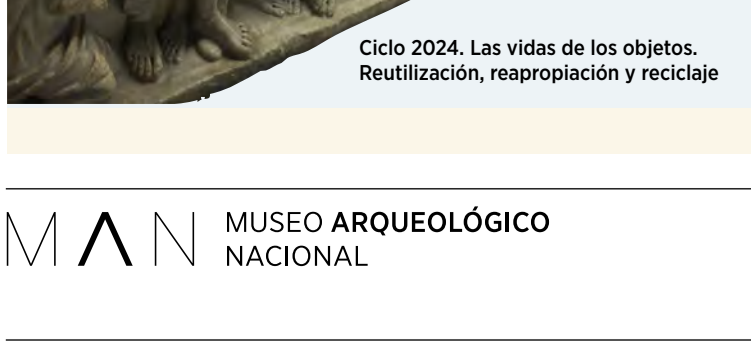 Ciclo 2024. Las vidas de los objetos.
Reutilización, reapropiación y reciclaje
MAN MUSEO ARQUEOLÓGICO
NACIONAL